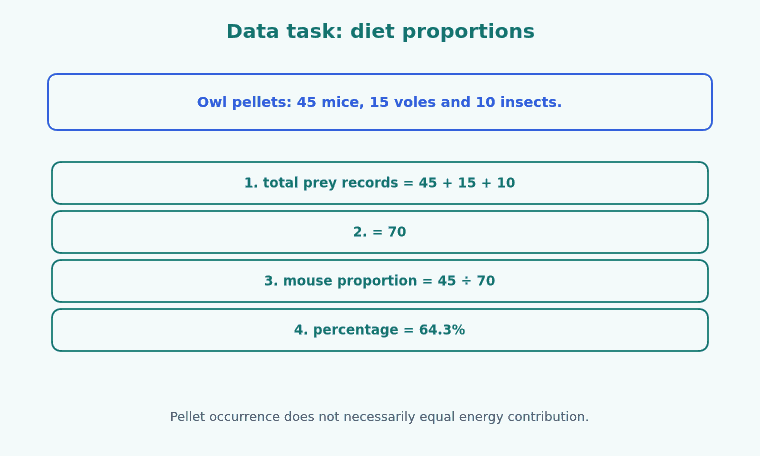 Data task: diet proportions
Owl pellets: 45 mice, 15 voles and 10 insects.
1. total prey records = 45 + 15 + 10
2. = 70
3. mouse proportion = 45 ÷ 70
4. percentage = 64.3%
Pellet occurrence does not necessarily equal energy contribution.